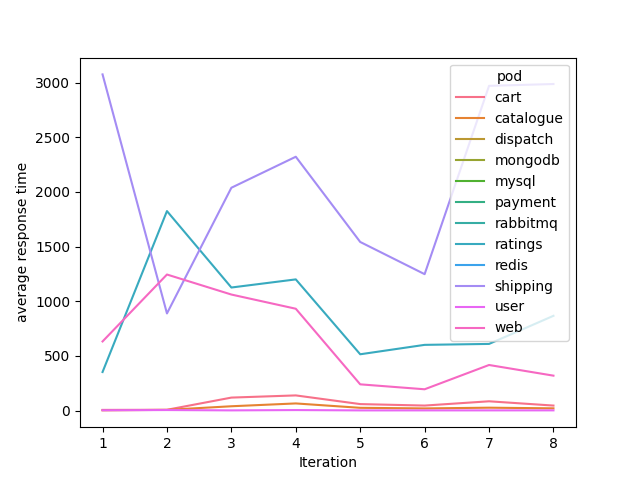 3000
2500
2000
1500
1000
500
0
average response time
1 2 3 4 5 6 7 8
Iteration
pod
cart
catalogue
dispatch
mongodb
mysql
payment
rabbitmq
ratings
redis
shipping
user
web